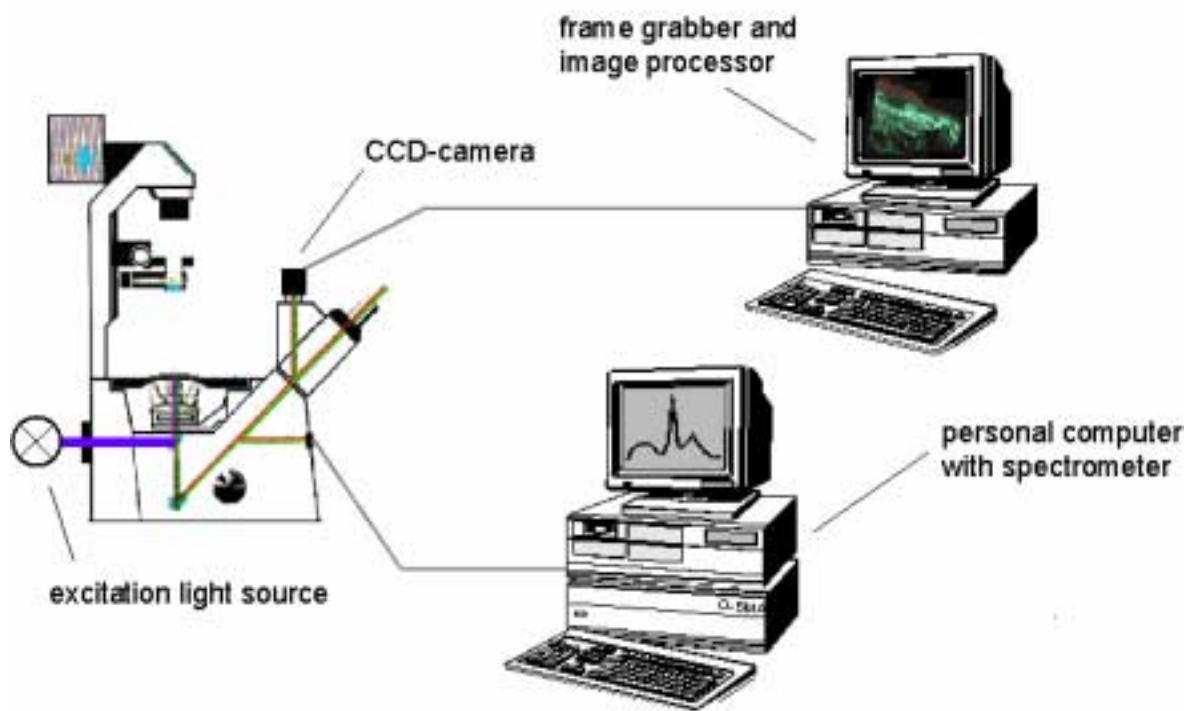 frame grabber and
image processor
CCD-camera
personal computer
with spectrometer
excitation light source